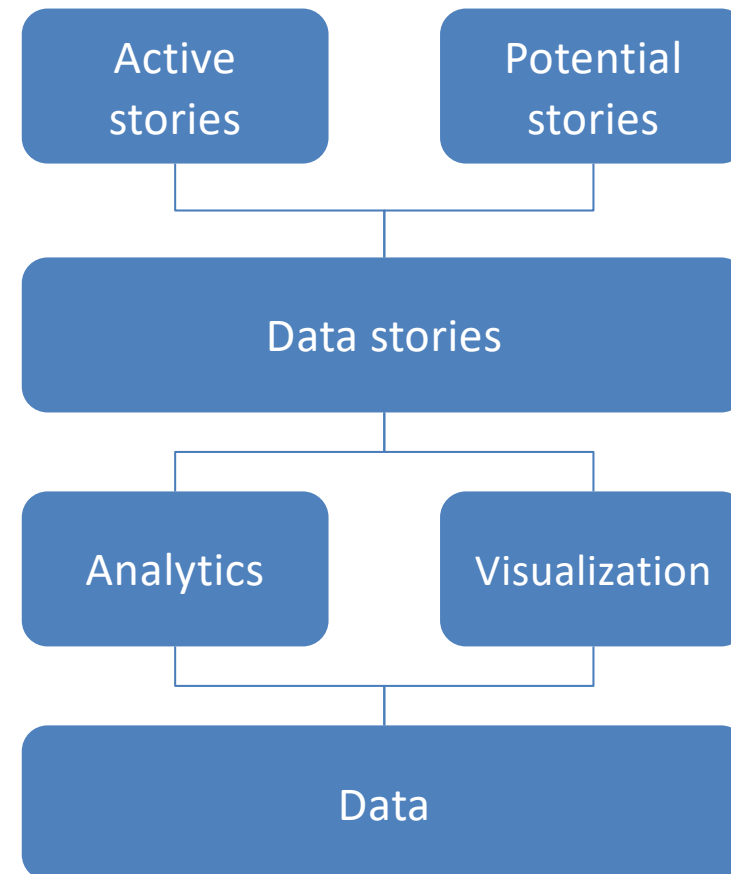 Active
stories
Potential
stories
Data stories
Analytics
Visualization
Data